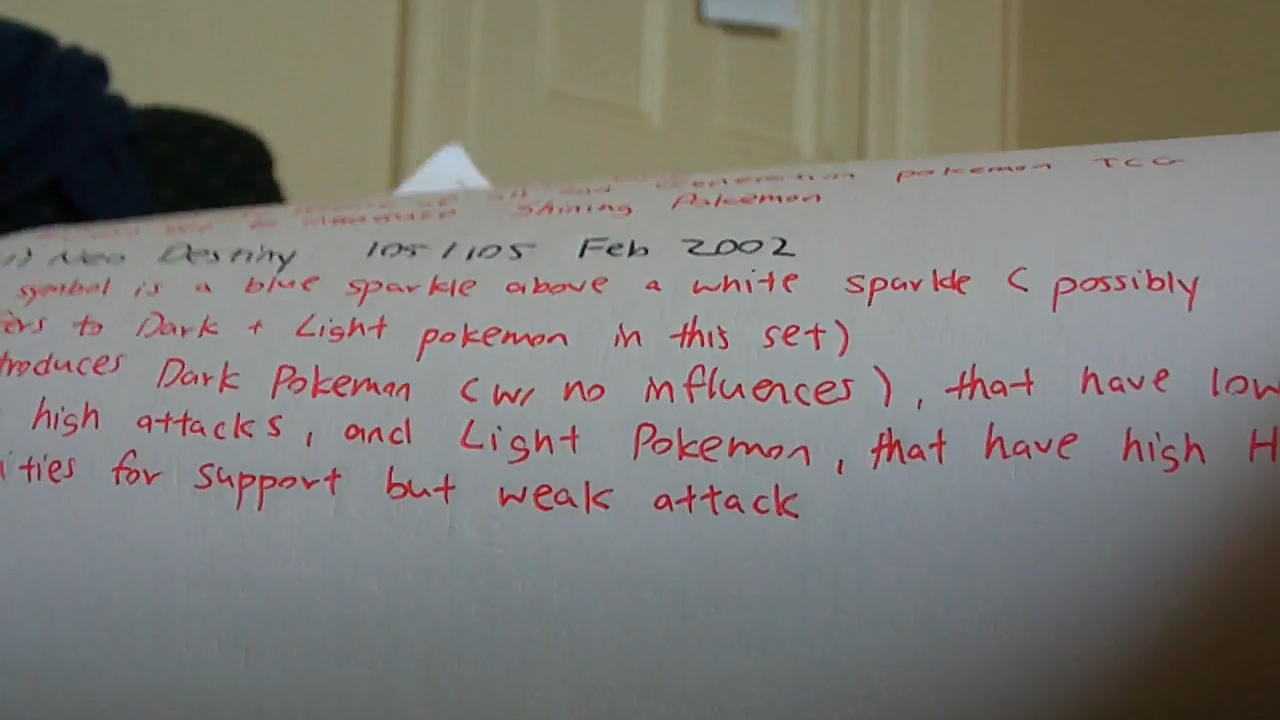 2nd Generation pokemon TCG
Shining Pokemon
Neo Destiny 105/105 Feb 2002
symbol is a blue sparkle above a white sparkle (possibly
ers to Dark + Light pokemon in this set)
troduces Dark Pokemon (w/ no influences), that have low
high attacks, and Light Pokemon, that have high H
ities for support but weak attack